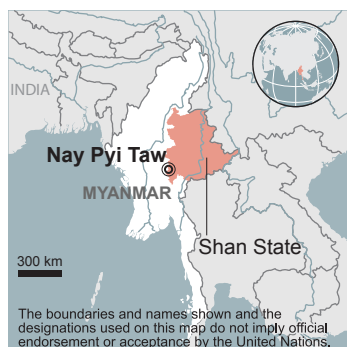 INDIA
Nay Pyi Taw
MYANMAR
Shan State
300 km
The boundaries and names shown and the
designations used on this map do not imply official
endorsement or acceptance by the United Nations.